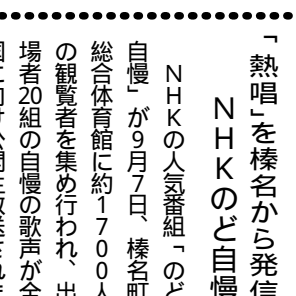 「熱唱」を榛名から発信
ＮＨＫのど自慢
ＮＨＫの人気番組「のど
自慢」が９月７日、榛名町
総合体育館に約１７００人
の観覧者を集め行われ、出
場者20組の自慢の歌声が全